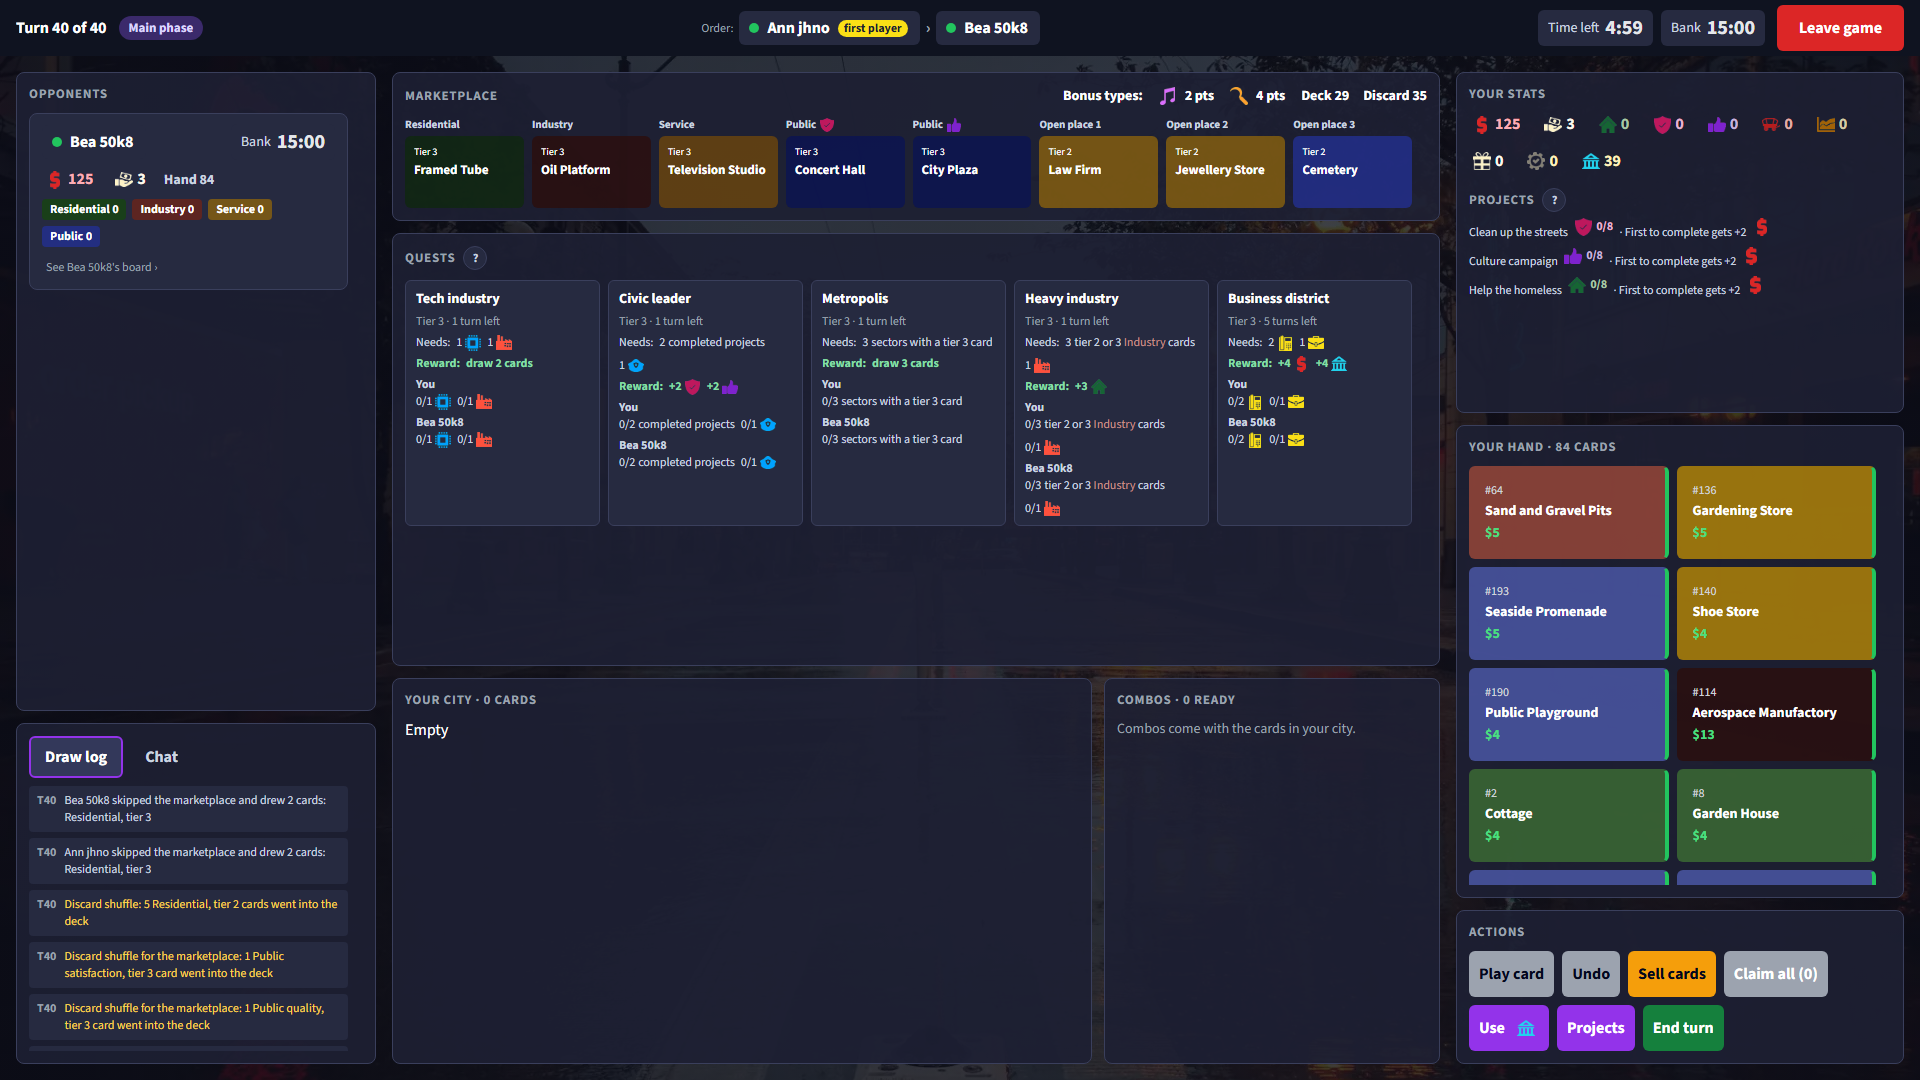 Turn 40 of 40
Main phase
Order:
Ann jhno
first player
›
Bea 50k8
Time left 4:59
Bank 15:00
Leave game
OPPONENTS
Bea 50k8
Bank 15:00
125
3
Hand 84
Residential 0
Industry 0
Service 0
Public 0
See Bea 50k8's board ›
Draw log
Chat
T40 Bea 50k8 skipped the marketplace and drew 2 cards:
Residential, tier 3
T40 Ann jhno skipped the marketplace and drew 2 cards:
Residential, tier 3
T40 Discard shuffle: 5 Residential, tier 2 cards went into the
deck
T40 Discard shuffle for the marketplace: 1 Public
satisfaction, tier 3 card went into the deck
T40 Discard shuffle for the marketplace: 1 Public quality,
tier 3 card went into the deck
MARKETPLACE
Bonus types:
2 pts
4 pts
Deck 29
Discard 35
Residential
Tier 3
Framed Tube
Industry
Tier 3
Oil Platform
Service
Tier 3
Television Studio
Public
Tier 3
Concert Hall
Public
Tier 3
City Plaza
Open place 1
Tier 2
Law Firm
Open place 2
Tier 2
Jewellery Store
Open place 3
Tier 2
Cemetery
QUESTS ?
Tech industry
Tier 3 · 1 turn left
Needs: 1 1
Reward: draw 2 cards
You
0/1 0/1
Bea 50k8
0/1 0/1
Civic leader
Tier 3 · 1 turn left
Needs: 2 completed projects
1
Reward: +2 +2
You
0/2 completed projects 0/1
Bea 50k8
0/2 completed projects 0/1
Metropolis
Tier 3 · 1 turn left
Needs: 3 sectors with a tier 3 card
Reward: draw 3 cards
You
0/3 sectors with a tier 3 card
Bea 50k8
0/3 sectors with a tier 3 card
Heavy industry
Tier 3 · 1 turn left
Needs: 3 tier 2 or 3 Industry cards
1
Reward: +3
You
0/3 tier 2 or 3 Industry cards
0/1
Bea 50k8
0/3 tier 2 or 3 Industry cards
0/1
Business district
Tier 3 · 5 turns left
Needs: 2 1
Reward: +4 +4
You
0/2 0/1
Bea 50k8
0/2 0/1
YOUR CITY · 0 CARDS
Empty
COMBOS · 0 READY
Combos come with the cards in your city.
YOUR STATS
125 3 0 0 0 0 0
0 0 39
PROJECTS ?
Clean up the streets 0/8 · First to complete gets +2
Culture campaign 0/8 · First to complete gets +2
Help the homeless 0/8 · First to complete gets +2
YOUR HAND · 84 CARDS
#64
Sand and Gravel Pits
$5
#136
Gardening Store
$5
#193
Seaside Promenade
$5
#140
Shoe Store
$4
#190
Public Playground
$4
#114
Aerospace Manufactory
$13
#2
Cottage
$4
#8
Garden House
$4
ACTIONS
Play card
Undo
Sell cards
Claim all (0)
Use
Projects
End turn